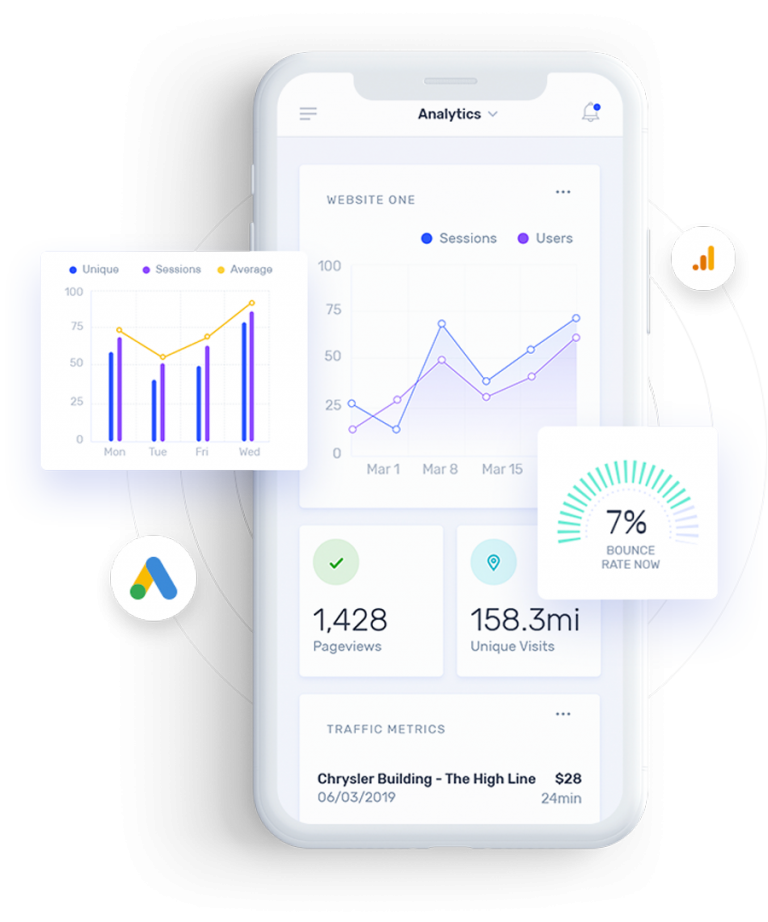 Analytics
WEBSITE ONE
Sessions Users
100
75
50
25
0
Mar 1 Mar 8 Mar 15
Unique Sessions Average
100
75
50
25
0
Mon Tue Fri Wed
7%
BOUNCE
RATE NOW
1,428
Pageviews
158.3mi
Unique Visits
TRAFFIC METRICS
Chrysler Building - The High Line $28
06/03/2019 24min